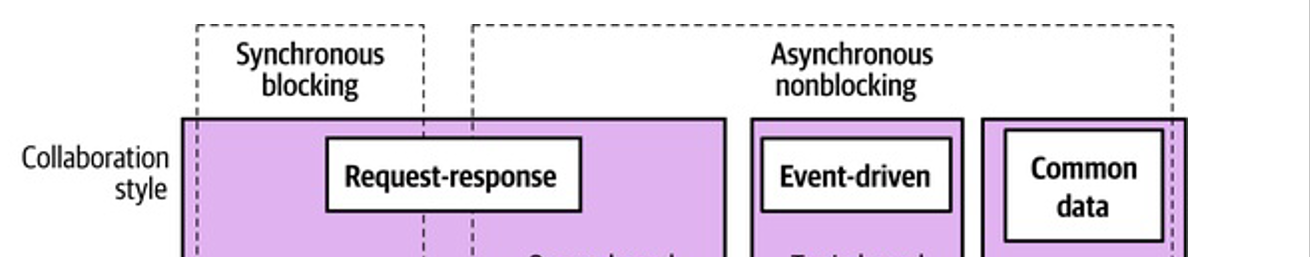 Synchronous
blocking
Asynchronous
nonblocking
Collaboration
style
Request-response
Event-driven
Common
data